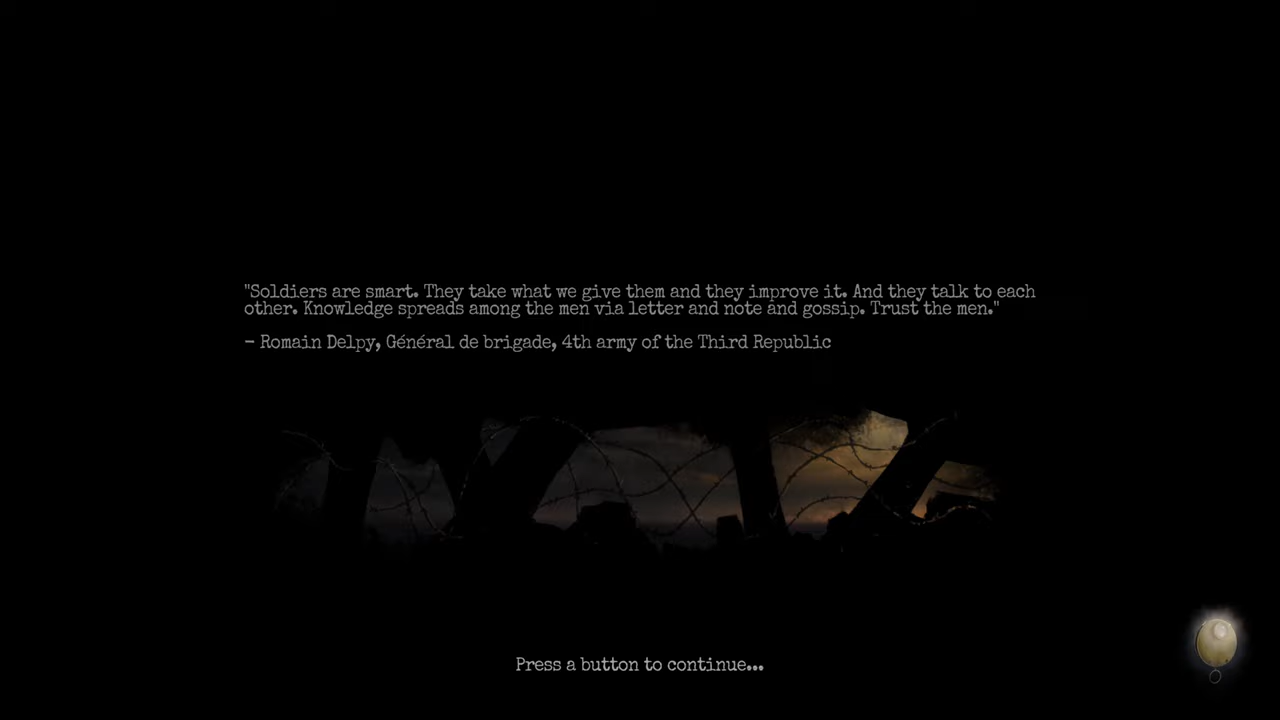 "Soldiers are smart. They take what we give them and they improve it. And they talk to each
other. Knowledge spreads among the men via letter and note and gossip. Trust the men."
– Romain Delpy, Général de brigade, 4th army of the Third Republic
Press a button to continue...